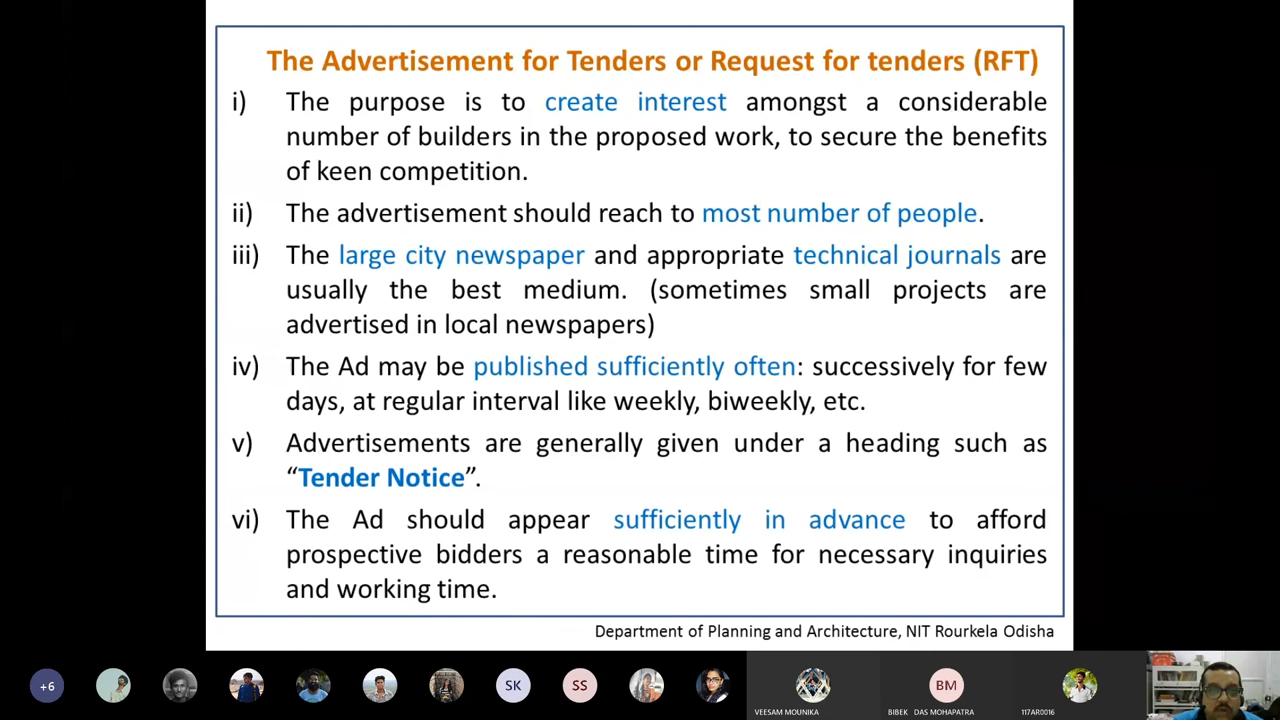 The Advertisement for Tenders or Request for tenders (RFT)
i) The purpose is to create interest amongst a considerable
number of builders in the proposed work, to secure the benefits
of keen competition.
ii) The advertisement should reach to most number of people.
iii) The large city newspaper and appropriate technical journals are
usually the best medium. (sometimes small projects are
advertised in local newspapers)
iv) The Ad may be published sufficiently often: successively for few
days, at regular interval like weekly, biweekly, etc.
v) Advertisements are generally given under a heading such as
“Tender Notice”.
vi) The Ad should appear sufficiently in advance to afford
prospective bidders a reasonable time for necessary inquiries
and working time.
Department of Planning and Architecture, NIT Rourkela Odisha
+6 SK SS BM
VEESAM MOUNIKA BIBEK DAS MOHAPATRA 117AR0016